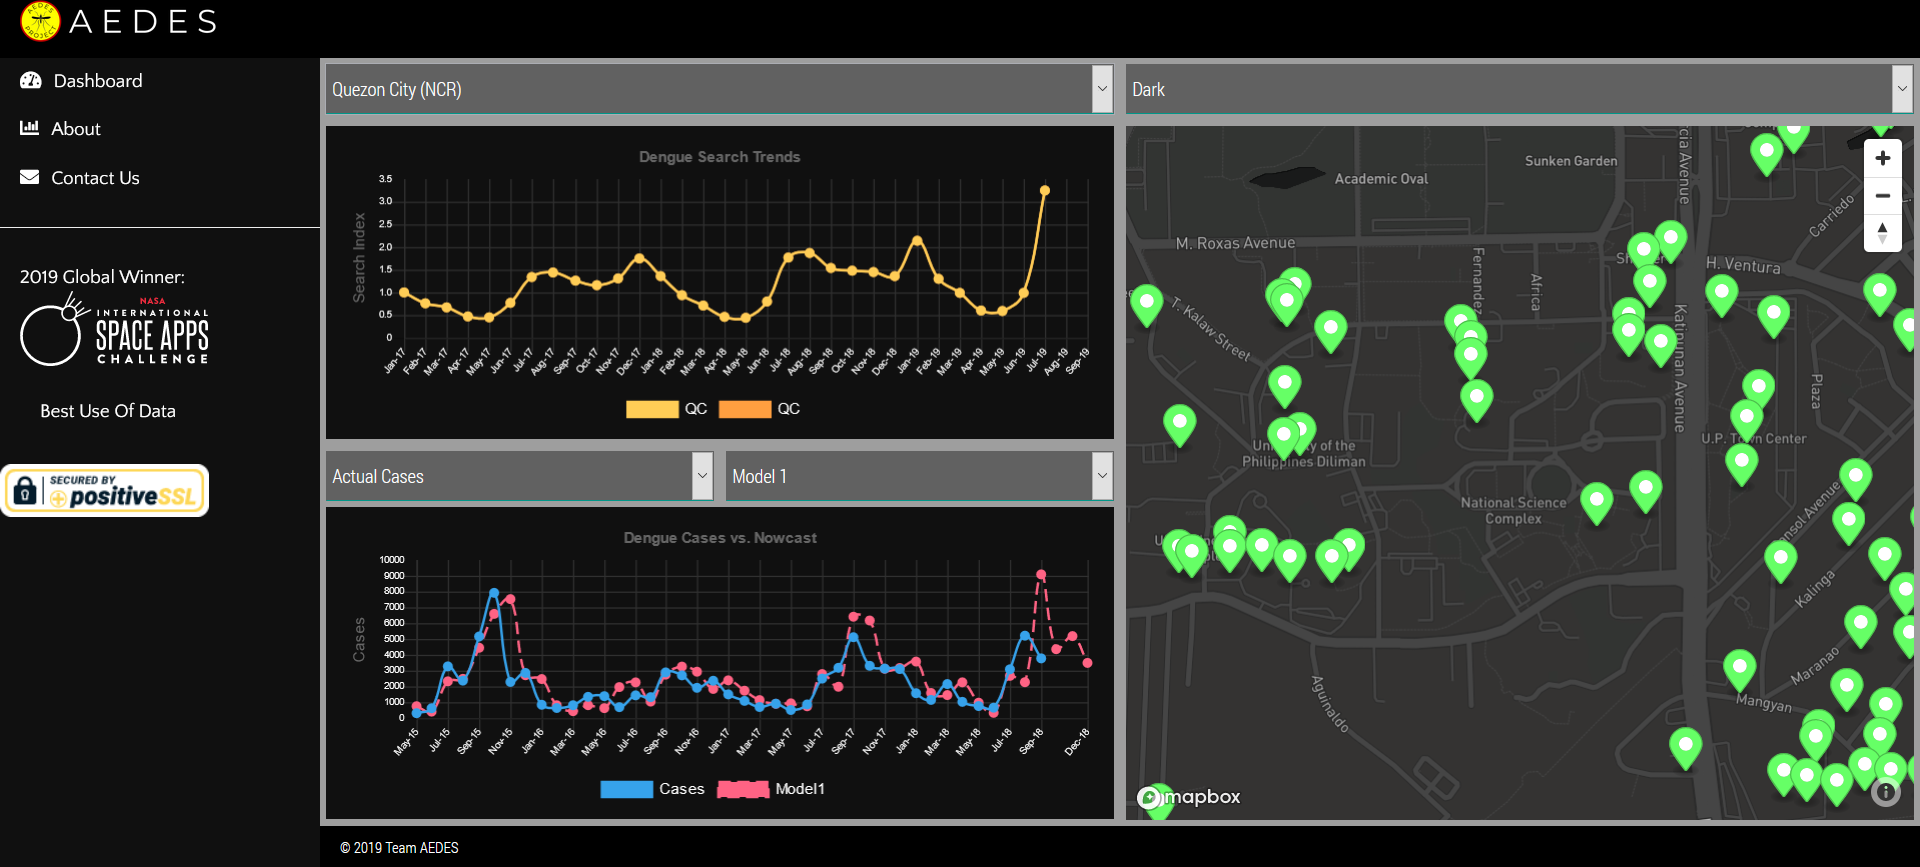 AEDES PROJECT
AEDES
Dashboard
About
Contact Us
2019 Global Winner:
NASA
INTERNATIONAL
SPACE APPS
CHALLENGE
Best Use Of Data
SECURED BY
positiveSSL
Quezon City (NCR)
Dengue Search Trends
Search Index
3.5
3.0
2.5
2.0
1.5
1.0
0.5
0
Jan-17 Feb-17 Mar-17 Apr-17 May-17 Jun-17 Jul-17 Aug-17 Sep-17 Oct-17 Nov-17 Dec-17 Jan-18 Feb-18 Mar-18 Apr-18 May-18 Jun-18 Jul-18 Aug-18 Sep-18 Oct-18 Nov-18 Dec-18 Jan-19 Feb-19 Mar-19 Apr-19 May-19 Jun-19 Jul-19 Aug-19 Sep-19
QC QC
Actual Cases
Model 1
Dengue Cases vs. Nowcast
Cases
10000
9000
8000
7000
6000
5000
4000
3000
2000
1000
0
May-15 Jul-15 Sep-15 Nov-15 Jan-16 Mar-16 May-16 Jul-16 Sep-16 Nov-16 Jan-17 Mar-17 May-17 Jul-17 Sep-17 Nov-17 Jan-18 Mar-18 May-18 Jul-18 Sep-18 Dec-18
Cases Model1
Dark
Sunken Garden
Academic Oval
M. Roxas Avenue
T. Kalaw Street
Fernandez
Africa
Katipunan Avenue
H. Ventura
Carriedo
Plaza
U.P. Town Center
University of the
Philippines Diliman
National Science
Complex
Kalinga
Maranao
Mangyan
Aguinaldo
mapbox
© 2019 Team AEDES